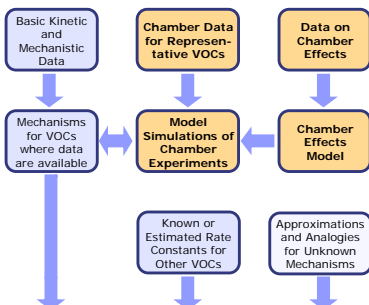 Basic Kinetic
and
Mechanistic
Data
Chamber Data
for Represen-
tative VOCs
Data on
Chamber
Effects
Mechanisms
for VOCs
where data
are available
Model
Simulations of
Chamber
Experiments
Chamber
Effects
Model
Known or
Estimated Rate
Constants for
Other VOCs
Approximations
and Analogies
for Unknown
Mechanisms